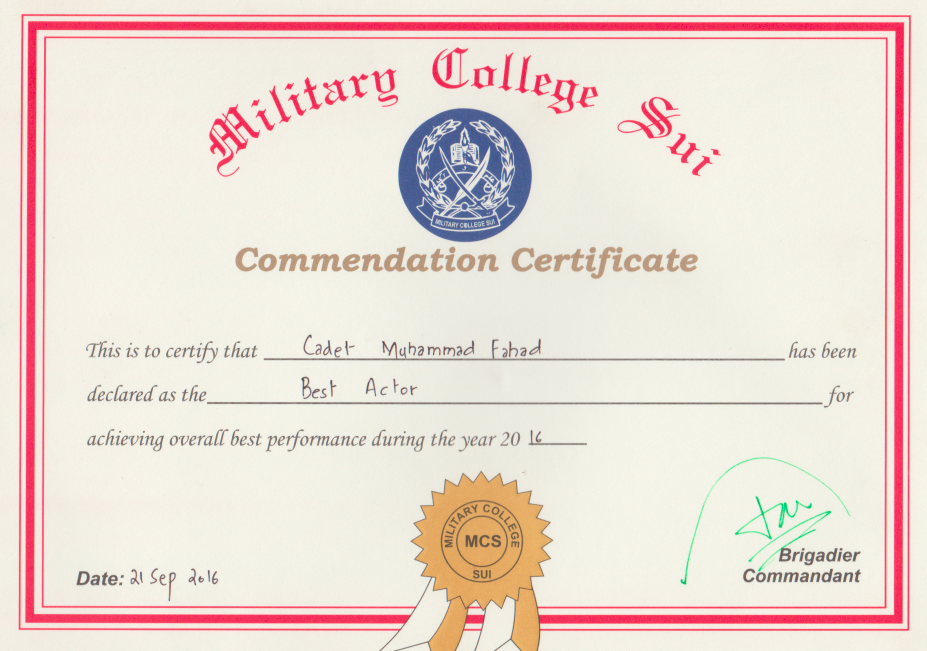 Military College Sui
MILITARY COLLEGE SUI
Commendation Certificate
This is to certify that Cadet Muhammad Fahad has been
declared as the Best Actor for
achieving overall best performance during the year 20 16
MILITARY COLLEGE
MCS
SUI
Date: 21 Sep 2016
Brigadier
Commandant